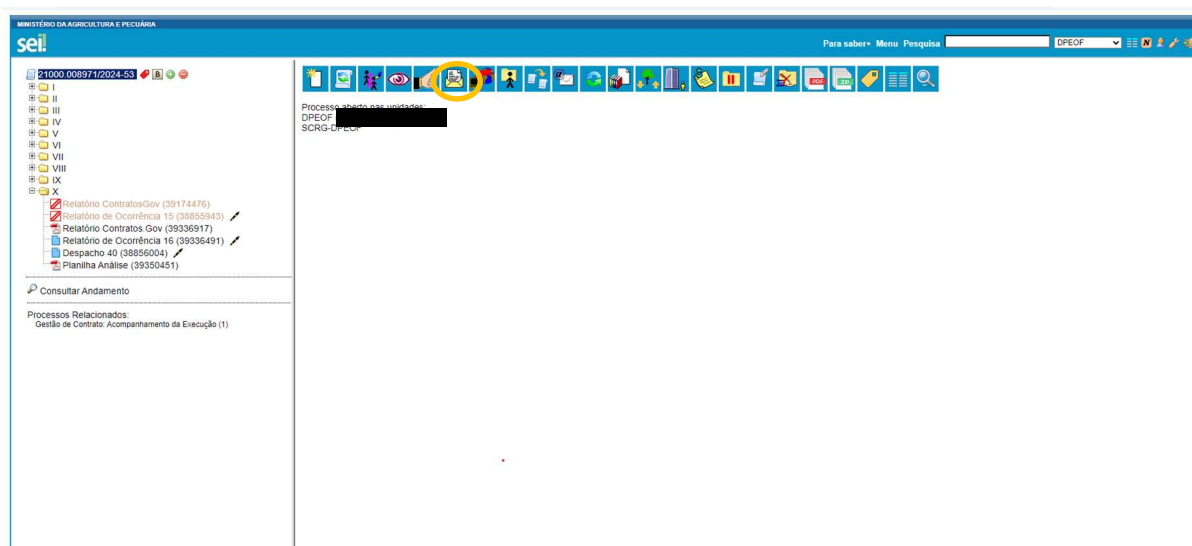 MINISTÉRIO DA AGRICULTURA E PECUÁRIA
sei!
Para saber+ Menu Pesquisa DPEOF
21000.008971/2024-53 B
I
II
III
IV
V
VI
VII
VIII
IX
X
Relatório ContratosGov (39174476)
Relatório de Ocorrência 15 (38855943)
Relatório Contratos.Gov (39336917)
Relatório de Ocorrência 16 (39336491)
Despacho 40 (38856004)
Planilha Análise (39350451)
Consultar Andamento
Processos Relacionados:
Gestão de Contrato: Acompanhamento da Execução (1)
PDF ZIP
Processo aberto nas unidades:
DPEOF
SCRG-DPEOF